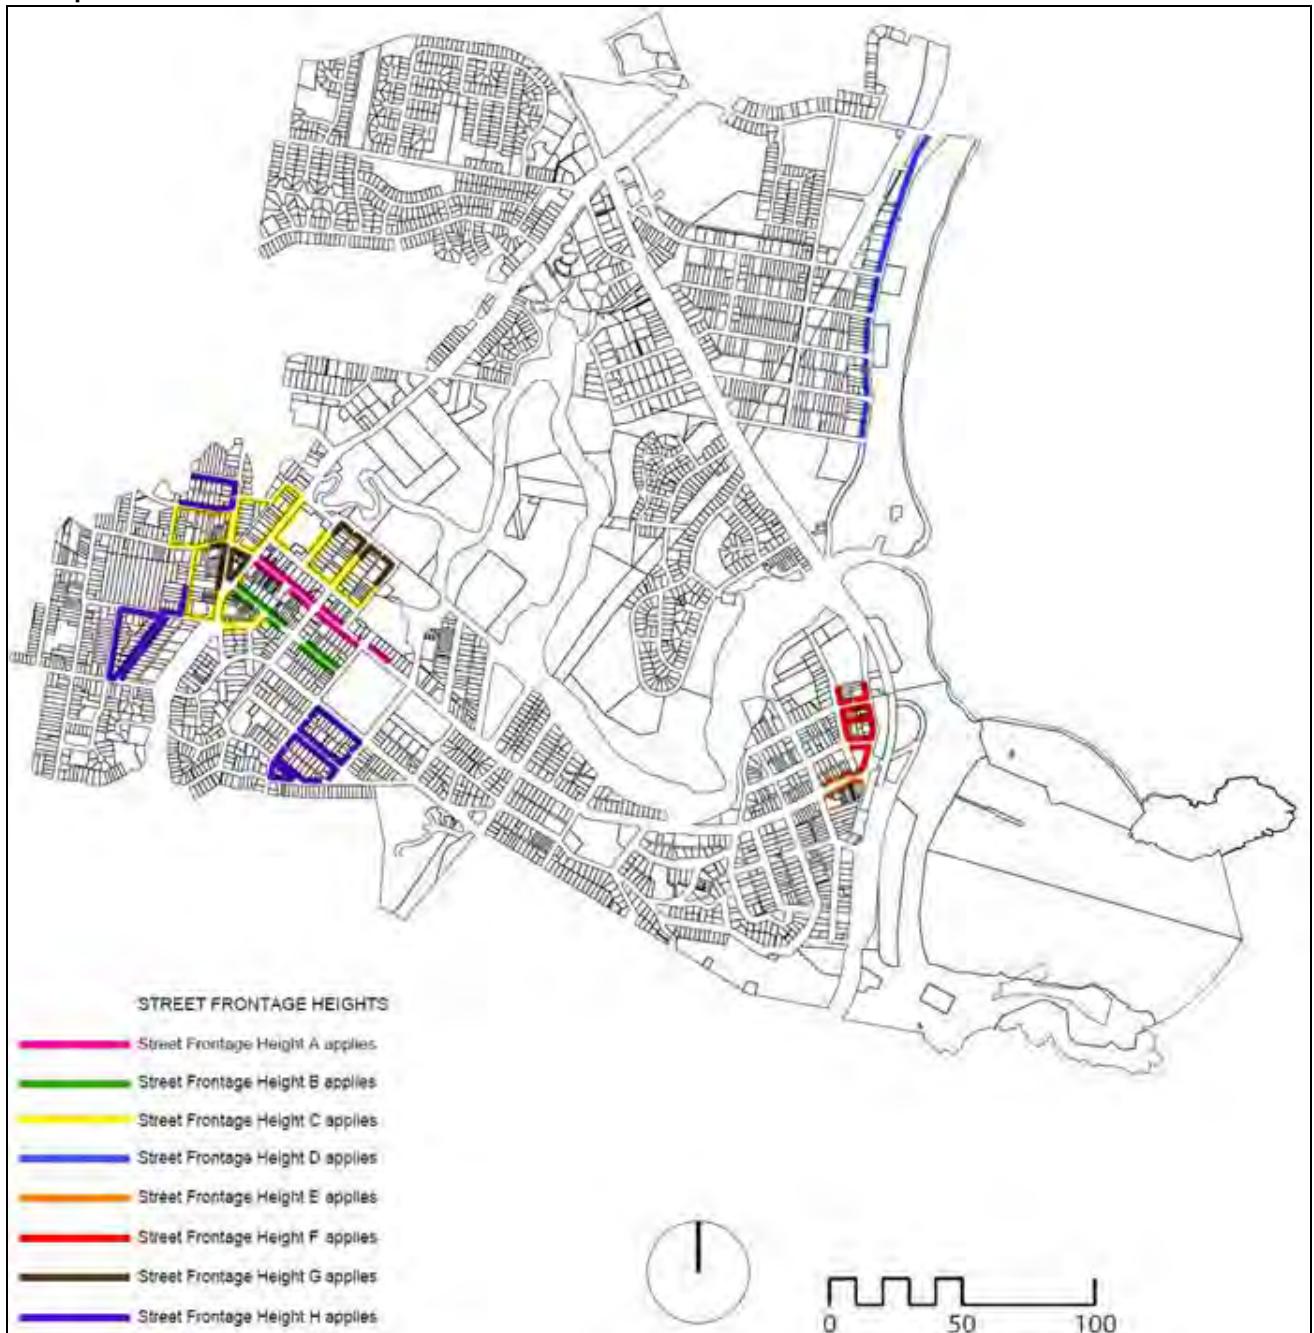 STREET FRONTAGE HEIGHTS
Street Frontage Height A applies
Street Frontage Height B applies
Street Frontage Height C applies
Street Frontage Height D applies
Street Frontage Height E applies
Street Frontage Height F applies
Street Frontage Height G applies
Street Frontage Height H applies
0 50 100